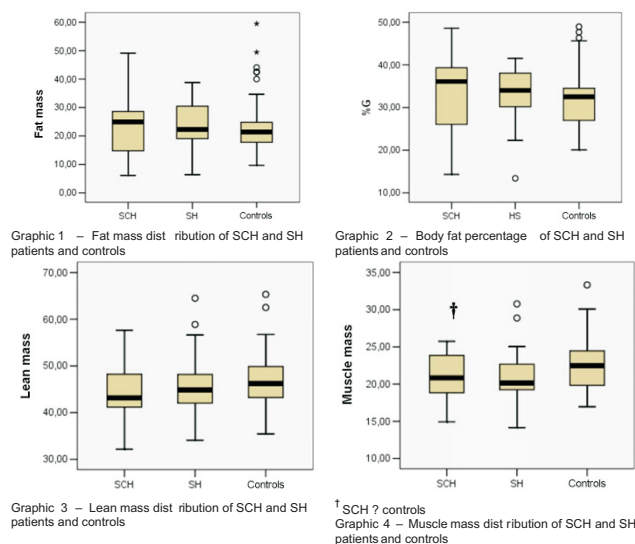 60,00
50,00
40,00
30,00
20,00
10,00
0,00
Fat mass
SCH SH Controls
Graphic 1 – Fat mass dist ribution of SCH and SH
patients and controls
50,00
40,00
30,00
20,00
10,00
%G
SCH HS Controls
Graphic 2 – Body fat percentage of SCH and SH
patients and controls
70,00
60,00
50,00
40,00
30,00
Lean mass
SCH SH Controls
Graphic 3 – Lean mass dist ribution of SCH and SH
patients and controls
35,00
30,00
25,00
20,00
15,00
10,00
Muscle mass
†
SCH SH Controls
† SCH ? controls
Graphic 4 – Muscle mass dist ribution of SCH and SH
patients and controls